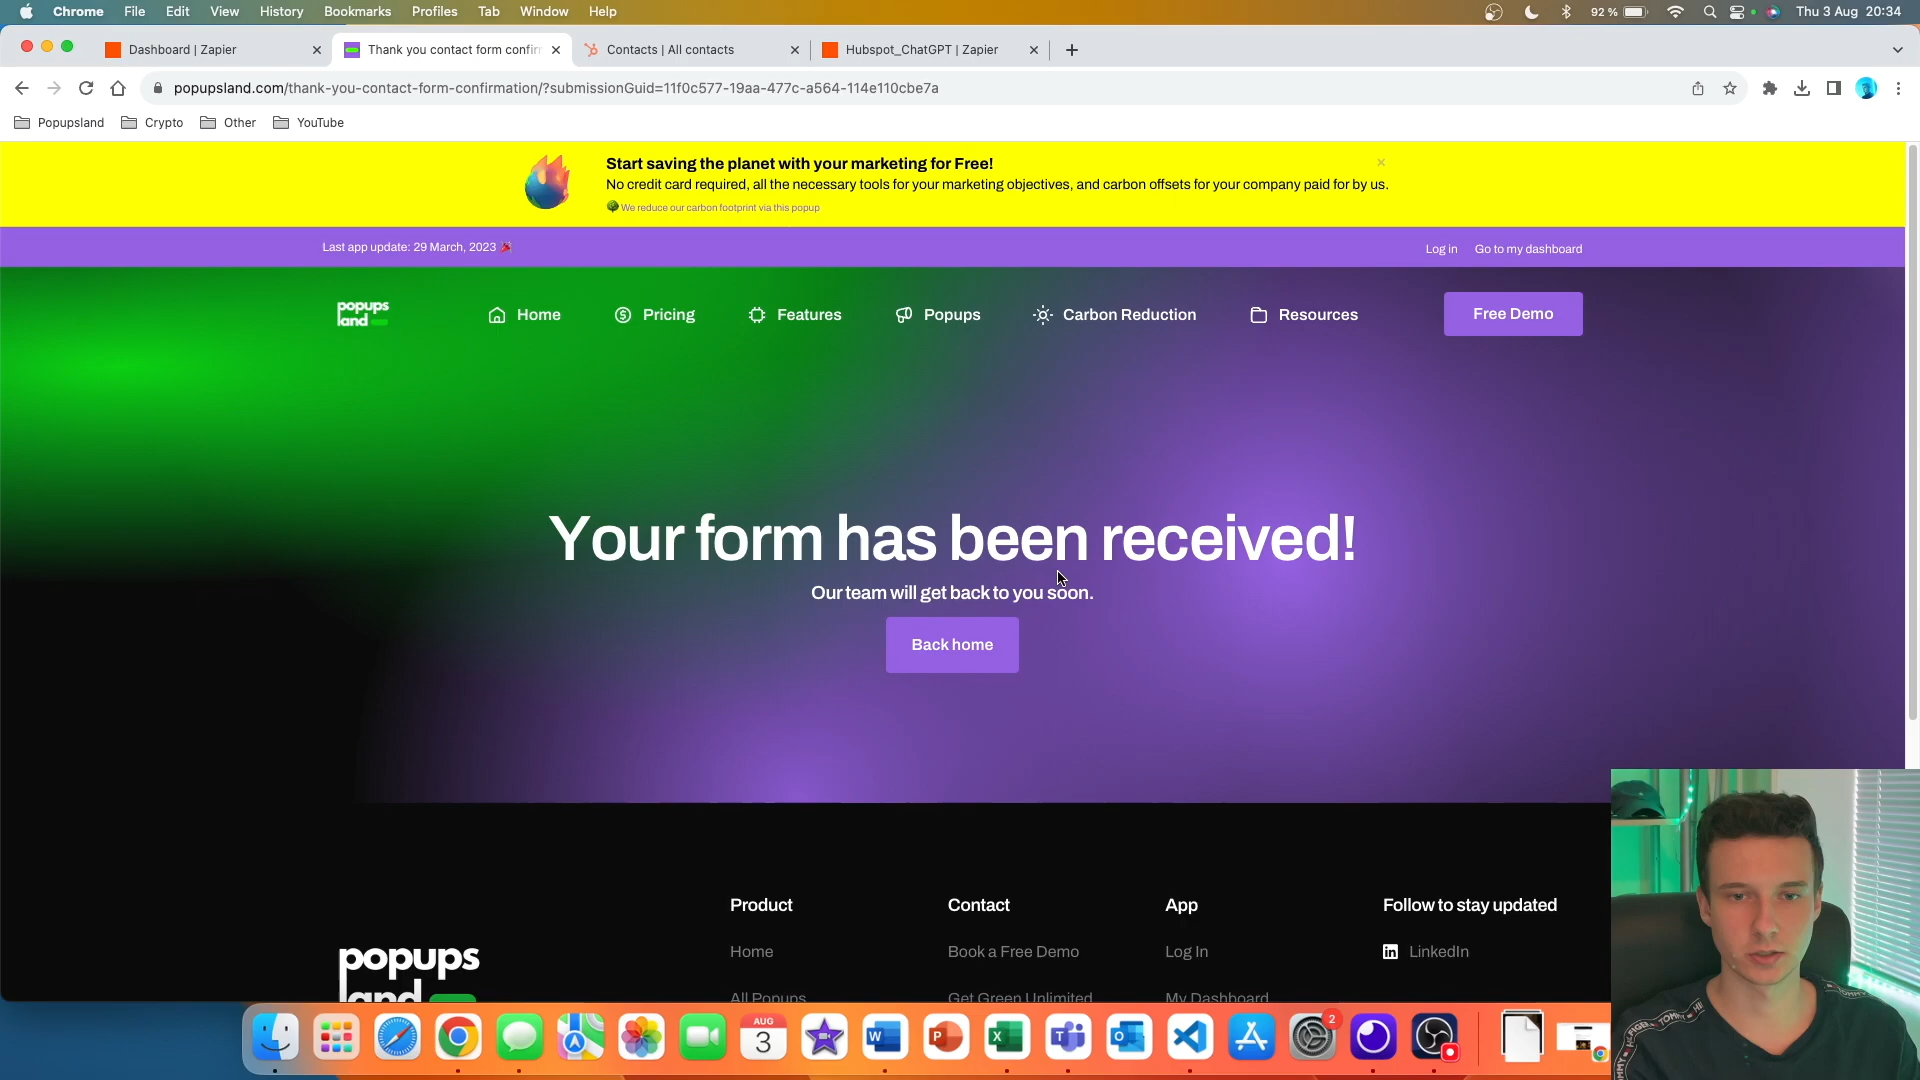 Chrome File Edit View History Bookmarks Profiles Tab Window Help 92 % Thu 3 Aug 20:34
Dashboard | Zapier Thank you contact form confir Contacts | All contacts Hubspot_ChatGPT | Zapier
popupsland.com/thank-you-contact-form-confirmation/?submissionGuid=11f0c577-19aa-477c-a564-114e110cbe7a
Popupsland Crypto Other YouTube
Start saving the planet with your marketing for Free!
No credit card required, all the necessary tools for your marketing objectives, and carbon offsets for your company paid for by us.
We reduce our carbon footprint via this popup
Last app update: 29 March, 2023 Log in Go to my dashboard
popups
land
Home Pricing Features Popups Carbon Reduction Resources Free Demo
Your form has been received!
Our team will get back to you soon.
Back home
Product Contact App Follow to stay updated
Home Book a Free Demo Log In LinkedIn
popups
land
All Popups Get Green Unlimited My Dashboard
AUG
3
2